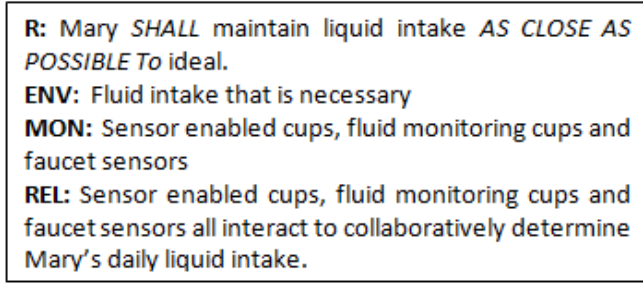 R: Mary SHALL maintain liquid intake AS CLOSE AS
POSSIBLE To ideal.
ENV: Fluid intake that is necessary
MON: Sensor enabled cups, fluid monitoring cups and
faucet sensors
REL: Sensor enabled cups, fluid monitoring cups and
faucet sensors all interact to collaboratively determine
Mary's daily liquid intake.